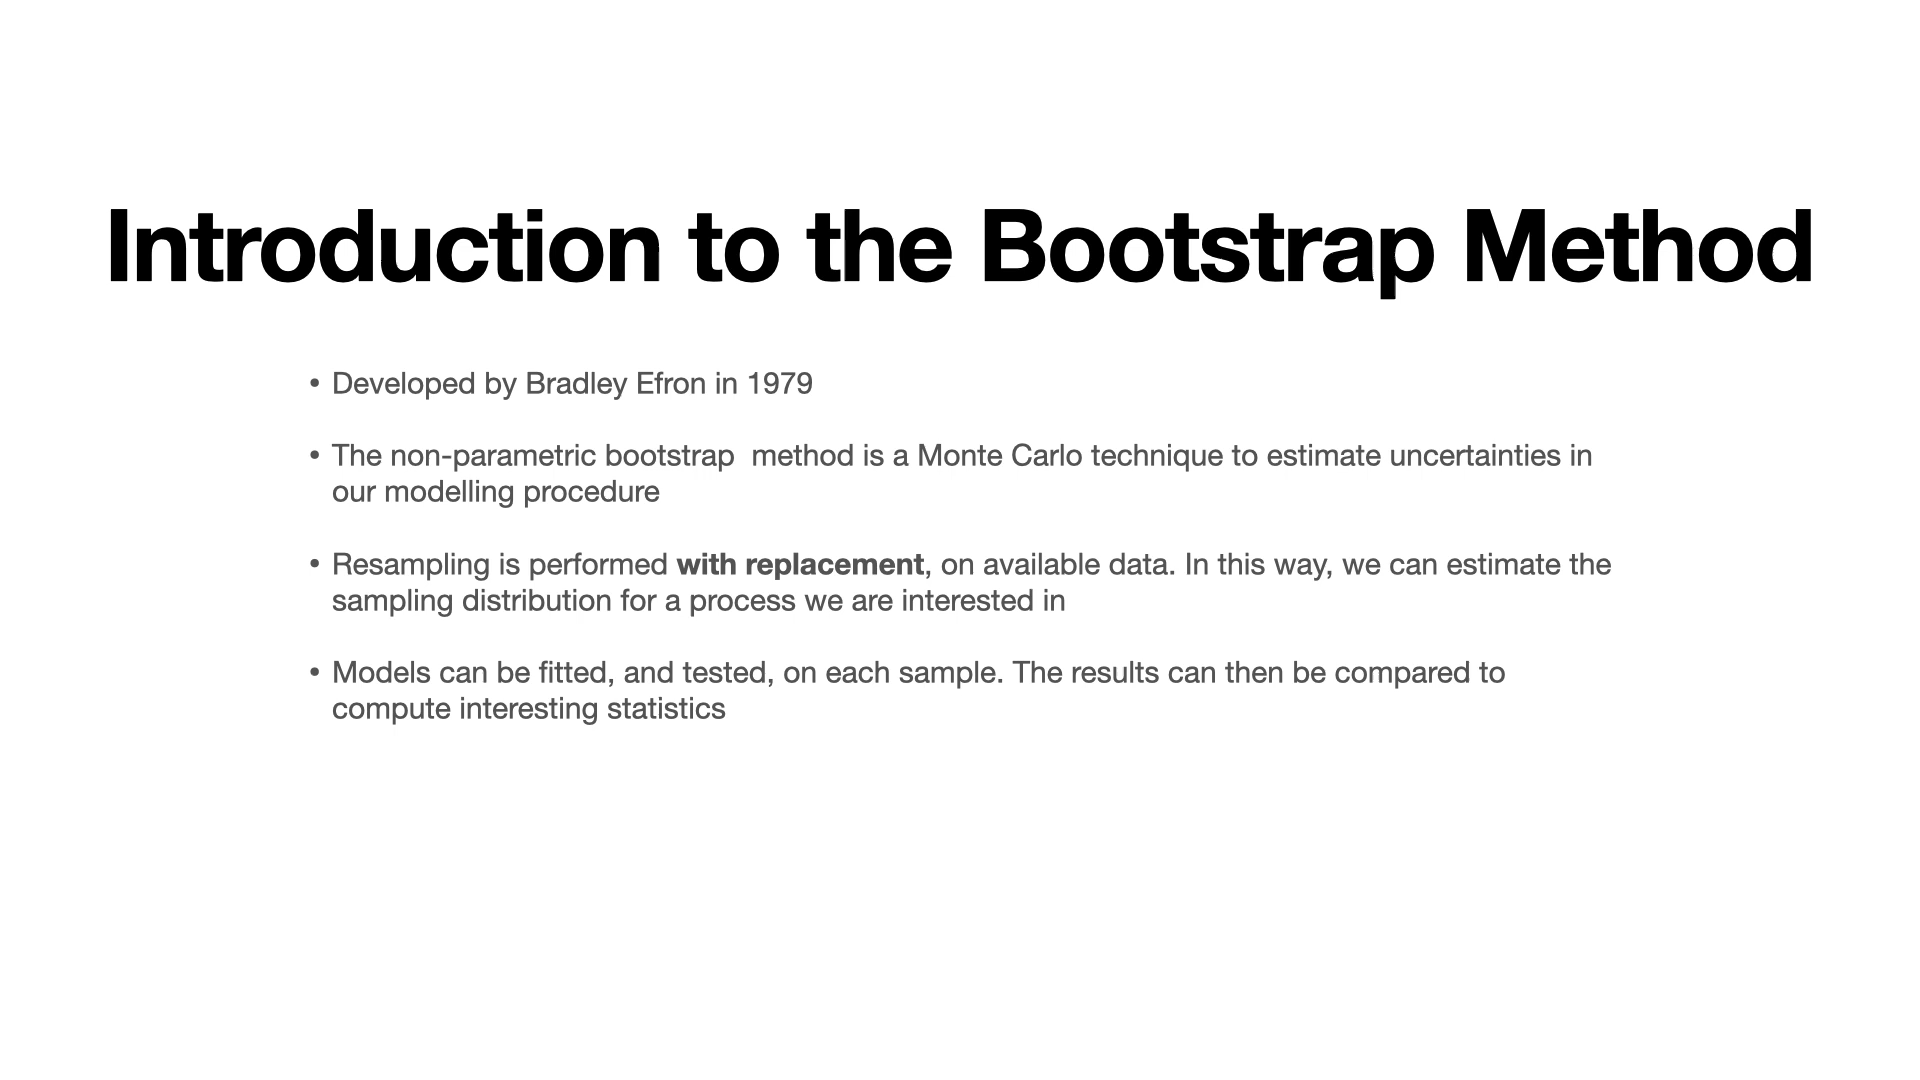 Introduction to the Bootstrap Method
• Developed by Bradley Efron in 1979
• The non-parametric bootstrap  method is a Monte Carlo technique to estimate uncertainties in
our modelling procedure
• Resampling is performed with replacement, on available data. In this way, we can estimate the
sampling distribution for a process we are interested in
• Models can be fitted, and tested, on each sample. The results can then be compared to
compute interesting statistics